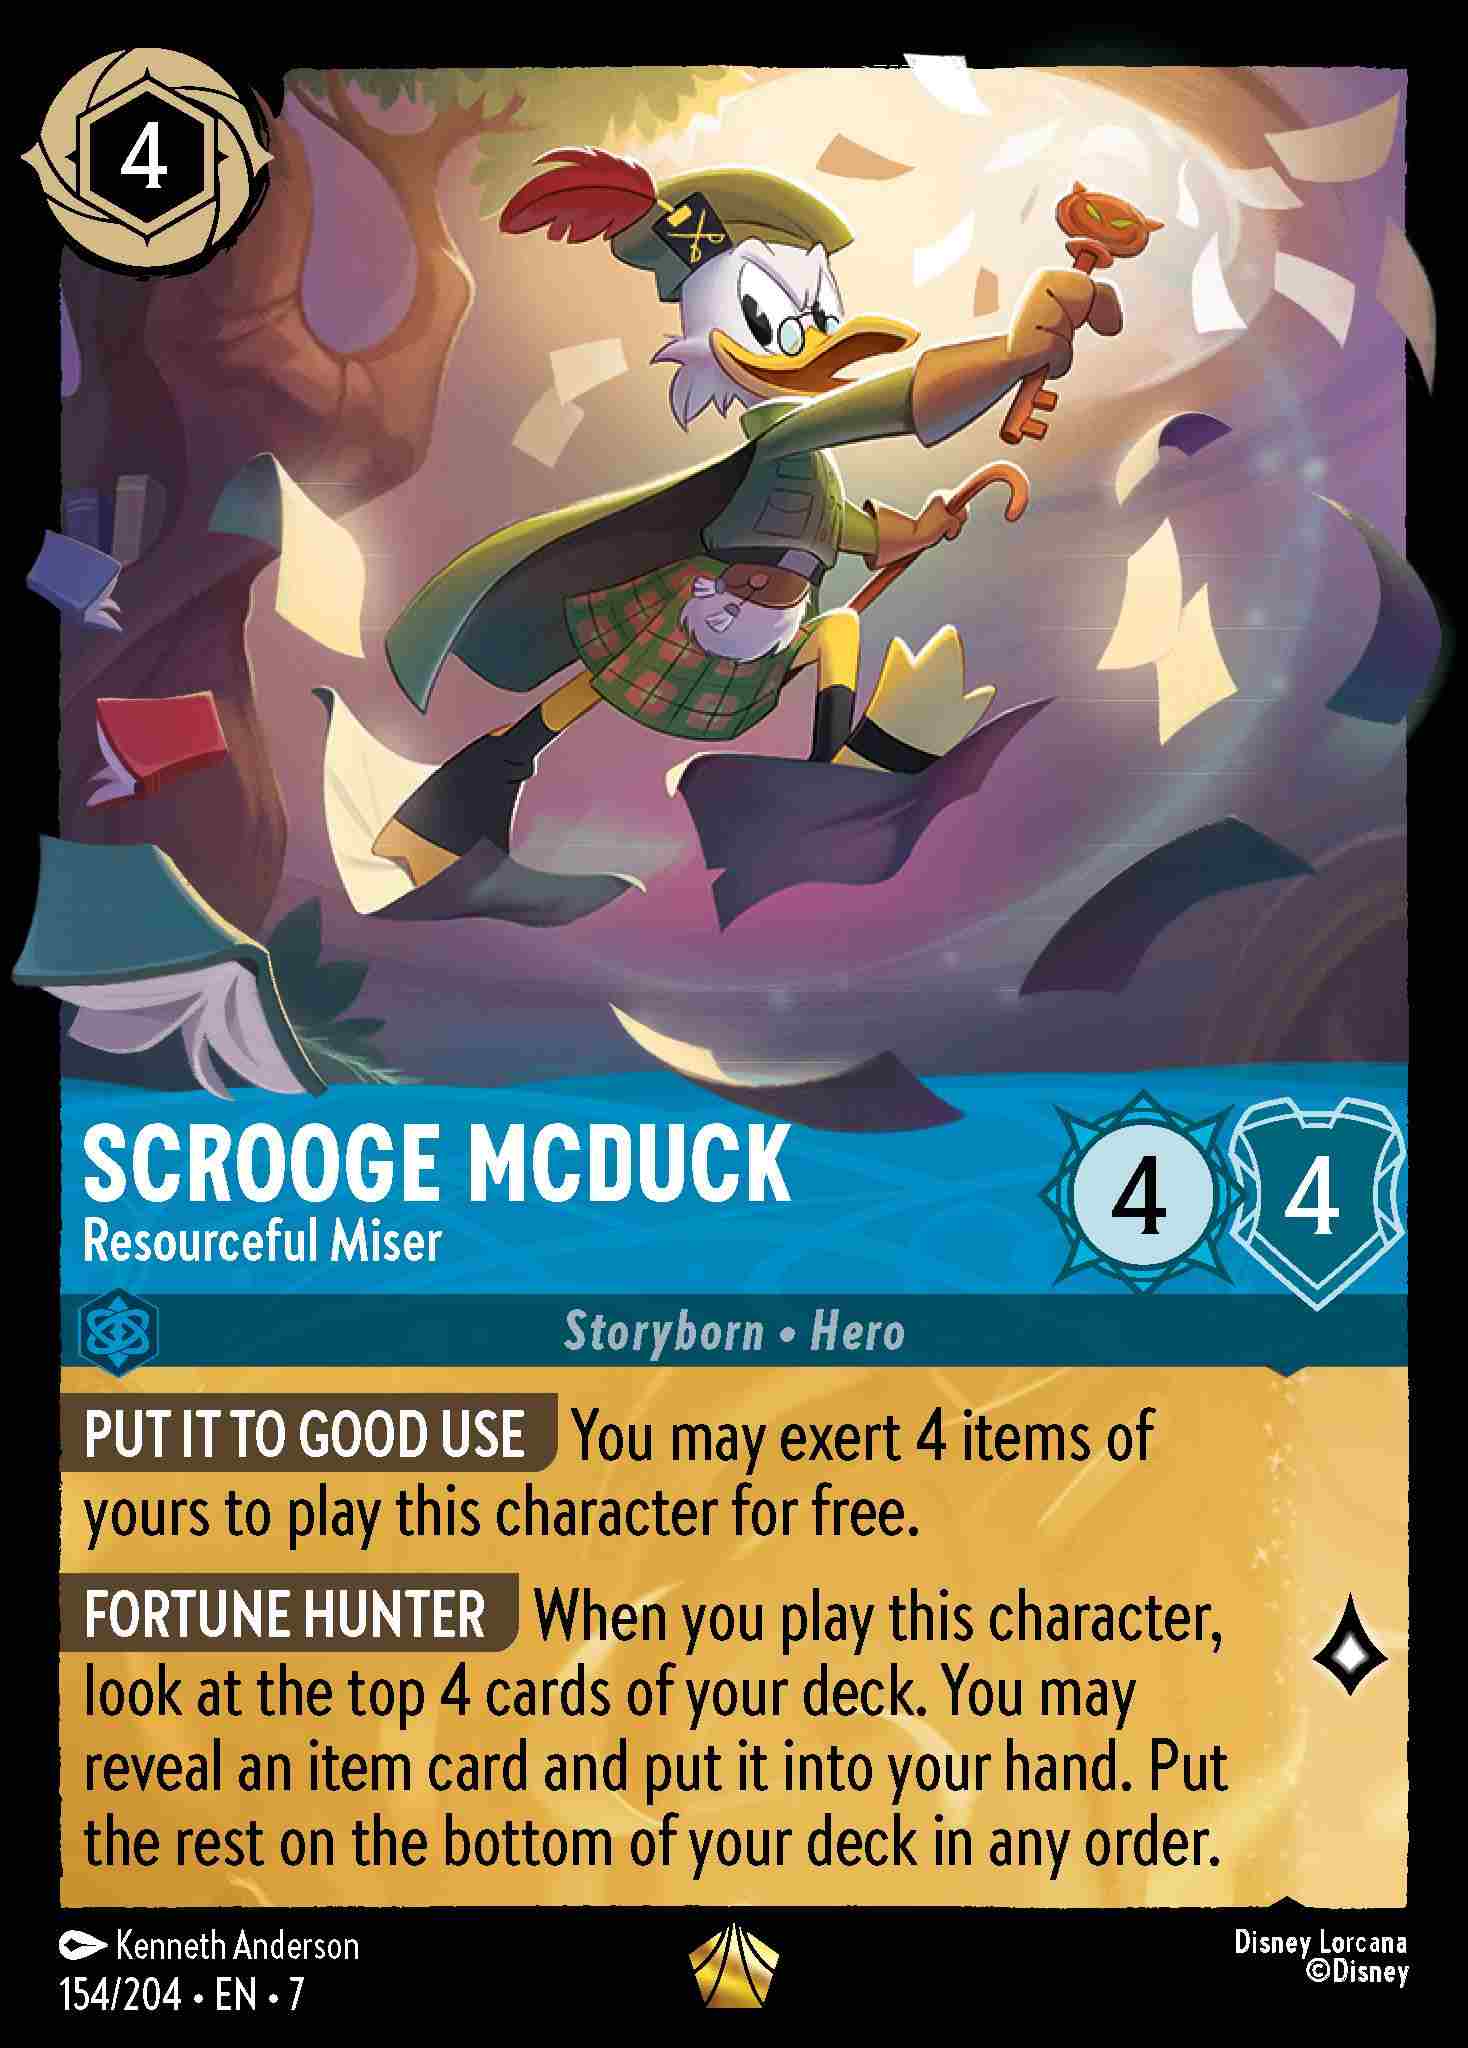 4
SCROOGE MCDUCK
Resourceful Miser
4 4
Storyborn • Hero
PUT IT TO GOOD USE You may exert 4 items of
yours to play this character for free.
FORTUNE HUNTER When you play this character,
look at the top 4 cards of your deck. You may
reveal an item card and put it into your hand. Put
the rest on the bottom of your deck in any order.
Kenneth Anderson
154/204 • EN • 7
Disney Lorcana
©Disney